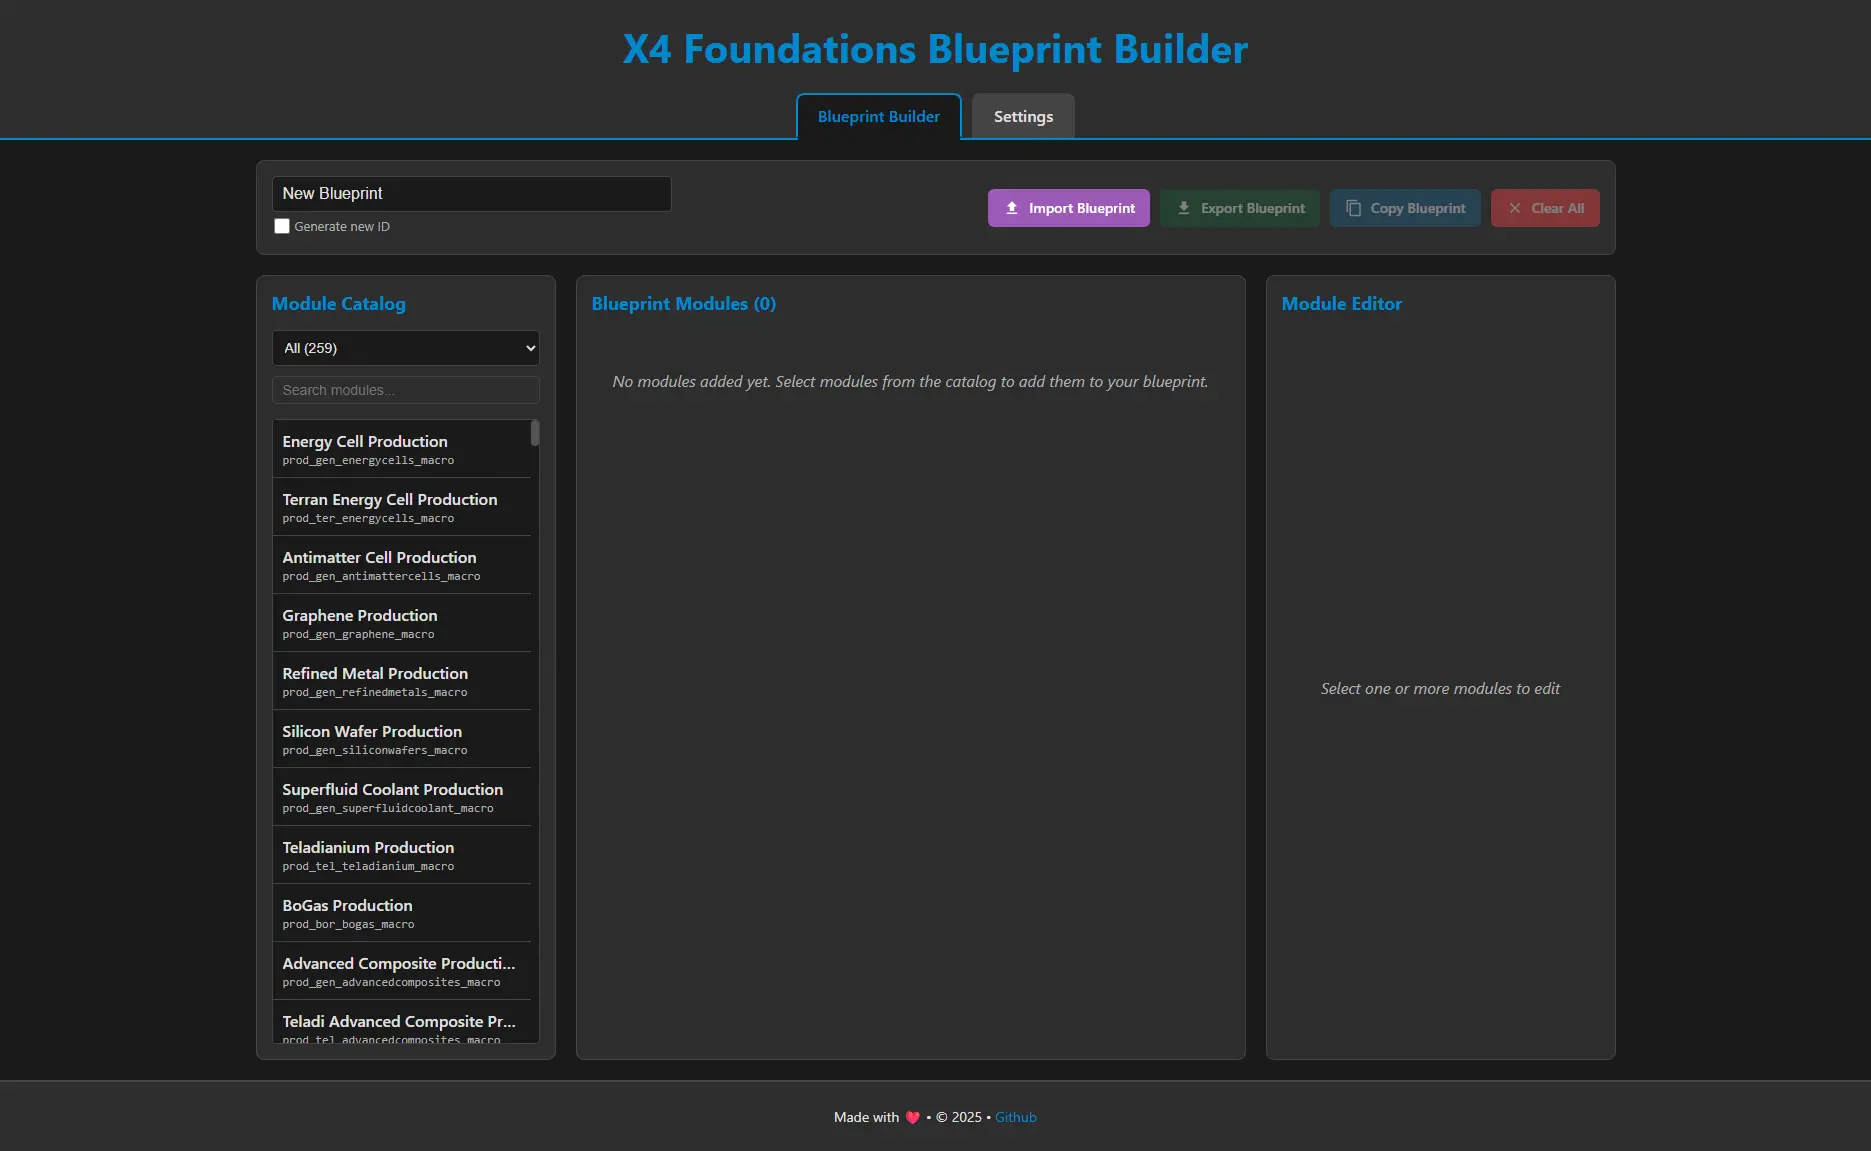 X4 Foundations Blueprint Builder
Blueprint Builder
Settings
New Blueprint
Generate new ID
Import Blueprint
Export Blueprint
Copy Blueprint
Clear All
Module Catalog
All (259)
Search modules...
Energy Cell Production
prod_gen_energycells_macro
Terran Energy Cell Production
prod_ter_energycells_macro
Antimatter Cell Production
prod_gen_antimattercells_macro
Graphene Production
prod_gen_graphene_macro
Refined Metal Production
prod_gen_refinedmetals_macro
Silicon Wafer Production
prod_gen_siliconwafers_macro
Superfluid Coolant Production
prod_gen_superfluidcoolant_macro
Teladianium Production
prod_tel_teladianium_macro
BoGas Production
prod_bor_bogas_macro
Advanced Composite Producti...
prod_gen_advancedcomposites_macro
Teladi Advanced Composite Pr...
prod_tel_advancedcomposites_macro
Blueprint Modules (0)
No modules added yet. Select modules from the catalog to add them to your blueprint.
Module Editor
Select one or more modules to edit
Made with ❤️ • © 2025 • Github